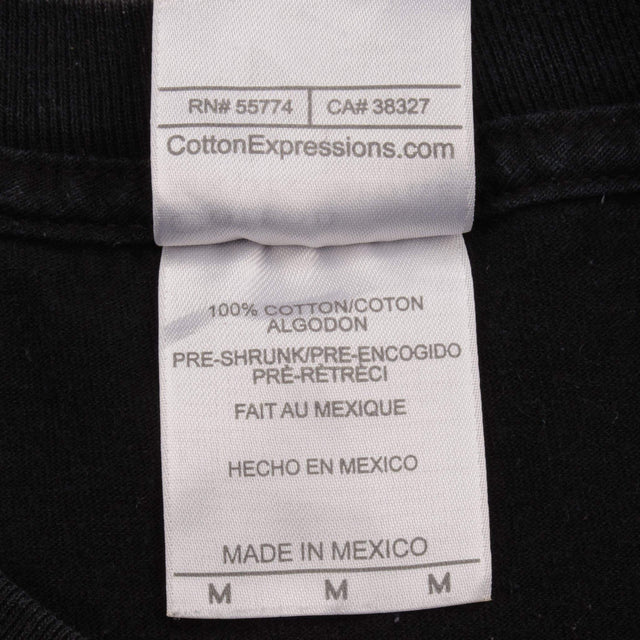 RN# 55774 CA# 38327
CottonExpressions.com
100% COTTON/COTON
ALGODON
PRE-SHRUNK/PRE-ENCOGIDO
PRÉ-RÉTRÉCI
FAIT AU MEXIQUE
HECHO EN MEXICO
MADE IN MEXICO
M M M